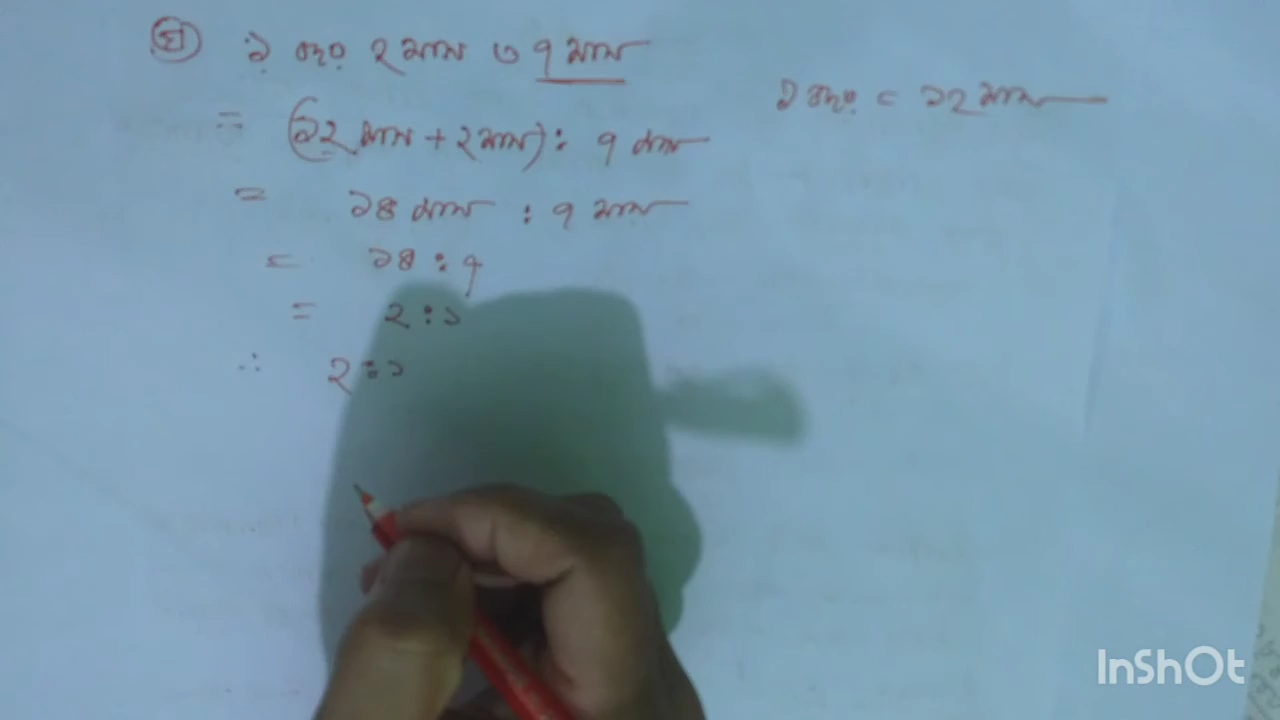 ঘ ১ বছর ২ মাস ও ৭ মাস
১ বছর = ১২ মাস
= (১২ মাস + ২ মাস) : ৭ মাস
= ১৪ মাস : ৭ মাস
= ১৪ : ৭
= ২ : ১
∴ ২ : ১
InShOt